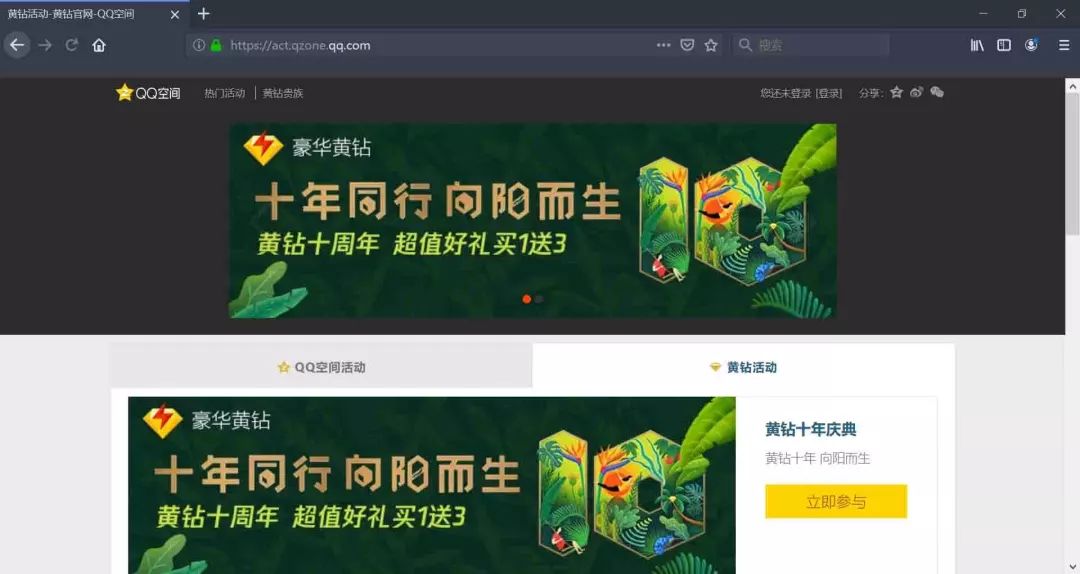 黄钻活动-黄钻官网-QQ空间
https://act.qzone.qq.com
搜索
QQ空间
热门活动 | 黄钻贵族
您还未登录 [登录]
分享:
豪华黄钻
十年同行 向阳而生
黄钻十周年 超值好礼买1送3
10
QQ空间活动
黄钻活动
豪华黄钻
十年同行 向阳而生
黄钻十周年 超值好礼买1送3
10
黄钻十年庆典
黄钻十年 向阳而生
立即参与